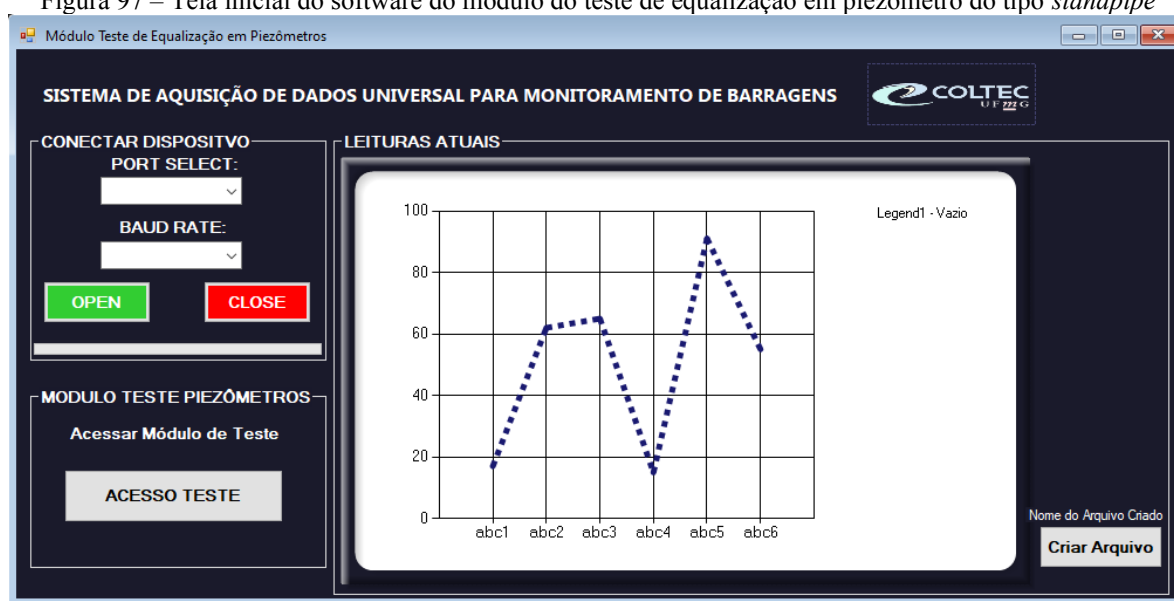 Figura 97 – Tela inicial do software do módulo do teste de equalização em piezômetro do tipo standpipe
Módulo Teste de Equalização em Piezômetros
SISTEMA DE AQUISIÇÃO DE DADOS UNIVERSAL PARA MONITORAMENTO DE BARRAGENS
COLTEC
UFmG
CONECTAR DISPOSITVO
PORT SELECT:
BAUD RATE:
OPEN
CLOSE
MODULO TESTE PIEZÔMETROS
Acessar Módulo de Teste
ACESSO TESTE
LEITURAS ATUAIS
100
80
60
40
20
0
abc1 abc2 abc3 abc4 abc5 abc6
Legend1 - Vazio
Nome do Arquivo Criado
Criar Arquivo